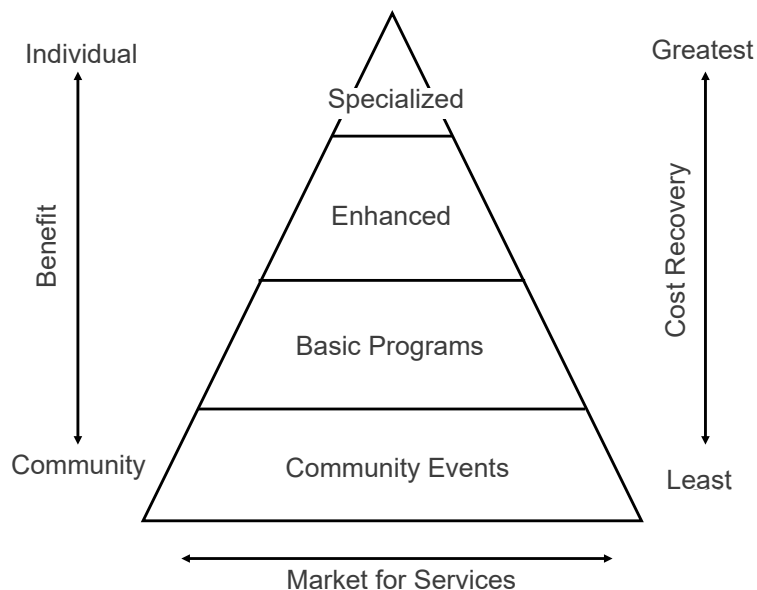 Individual
Greatest
Specialized
Enhanced
Benefit
Cost Recovery
Basic Programs
Community
Community Events
Least
Market for Services